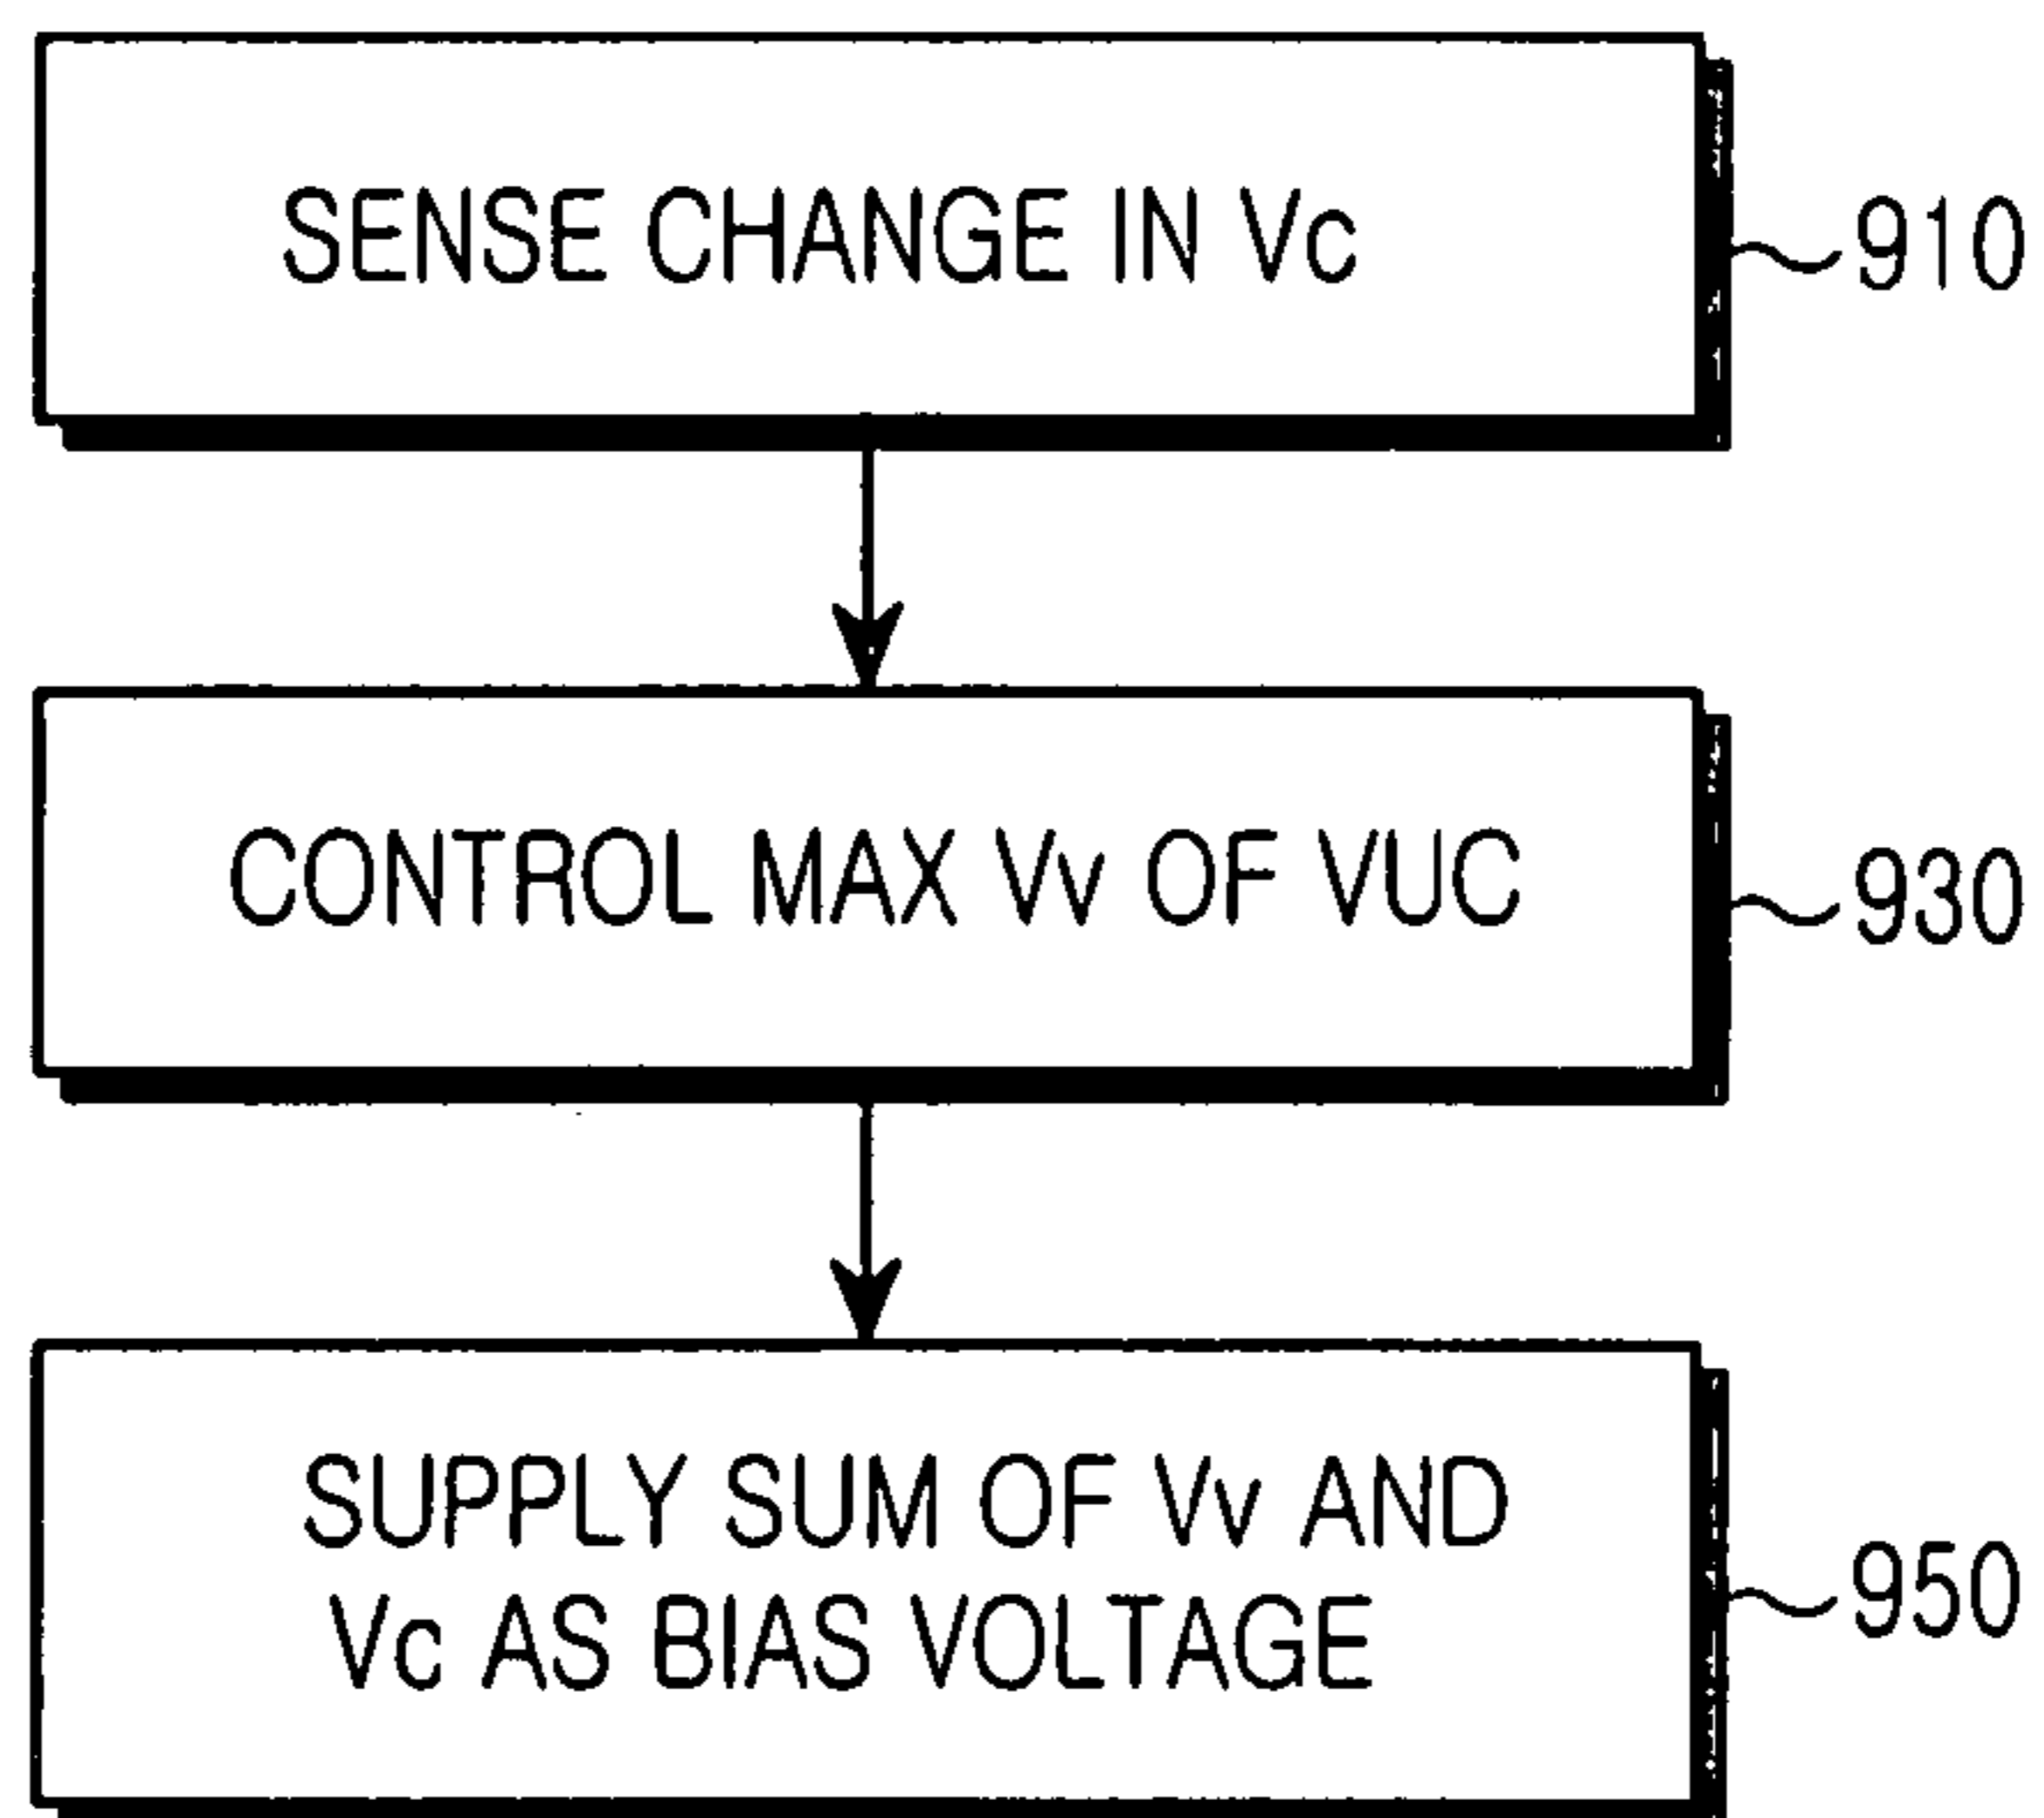 SENSE CHANGE IN Vc
910
CONTROL MAX Vv OF VUC
930
SUPPLY SUM OF Vv AND
Vc AS BIAS VOLTAGE
950